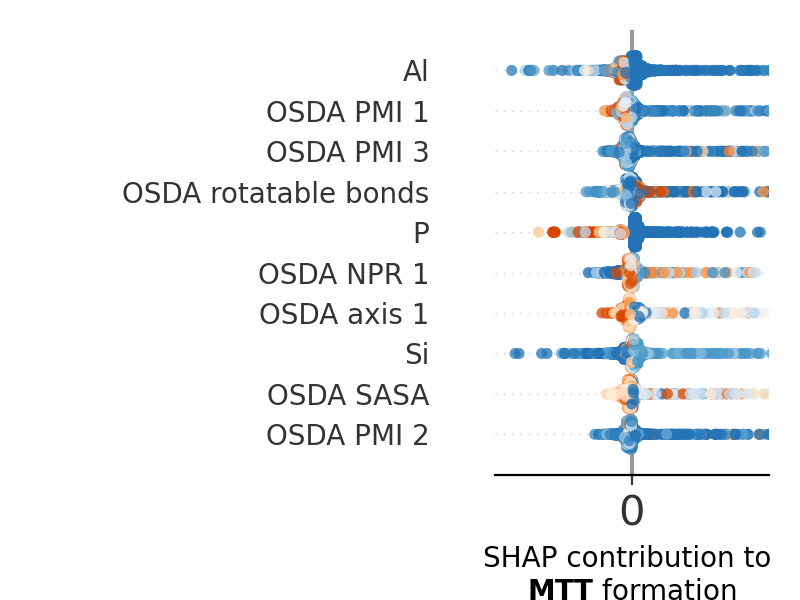 Al
OSDA PMI 1
OSDA PMI 3
OSDA rotatable bonds
P
OSDA NPR 1
OSDA axis 1
Si
OSDA SASA
OSDA PMI 2
0
SHAP contribution to
MTT formation